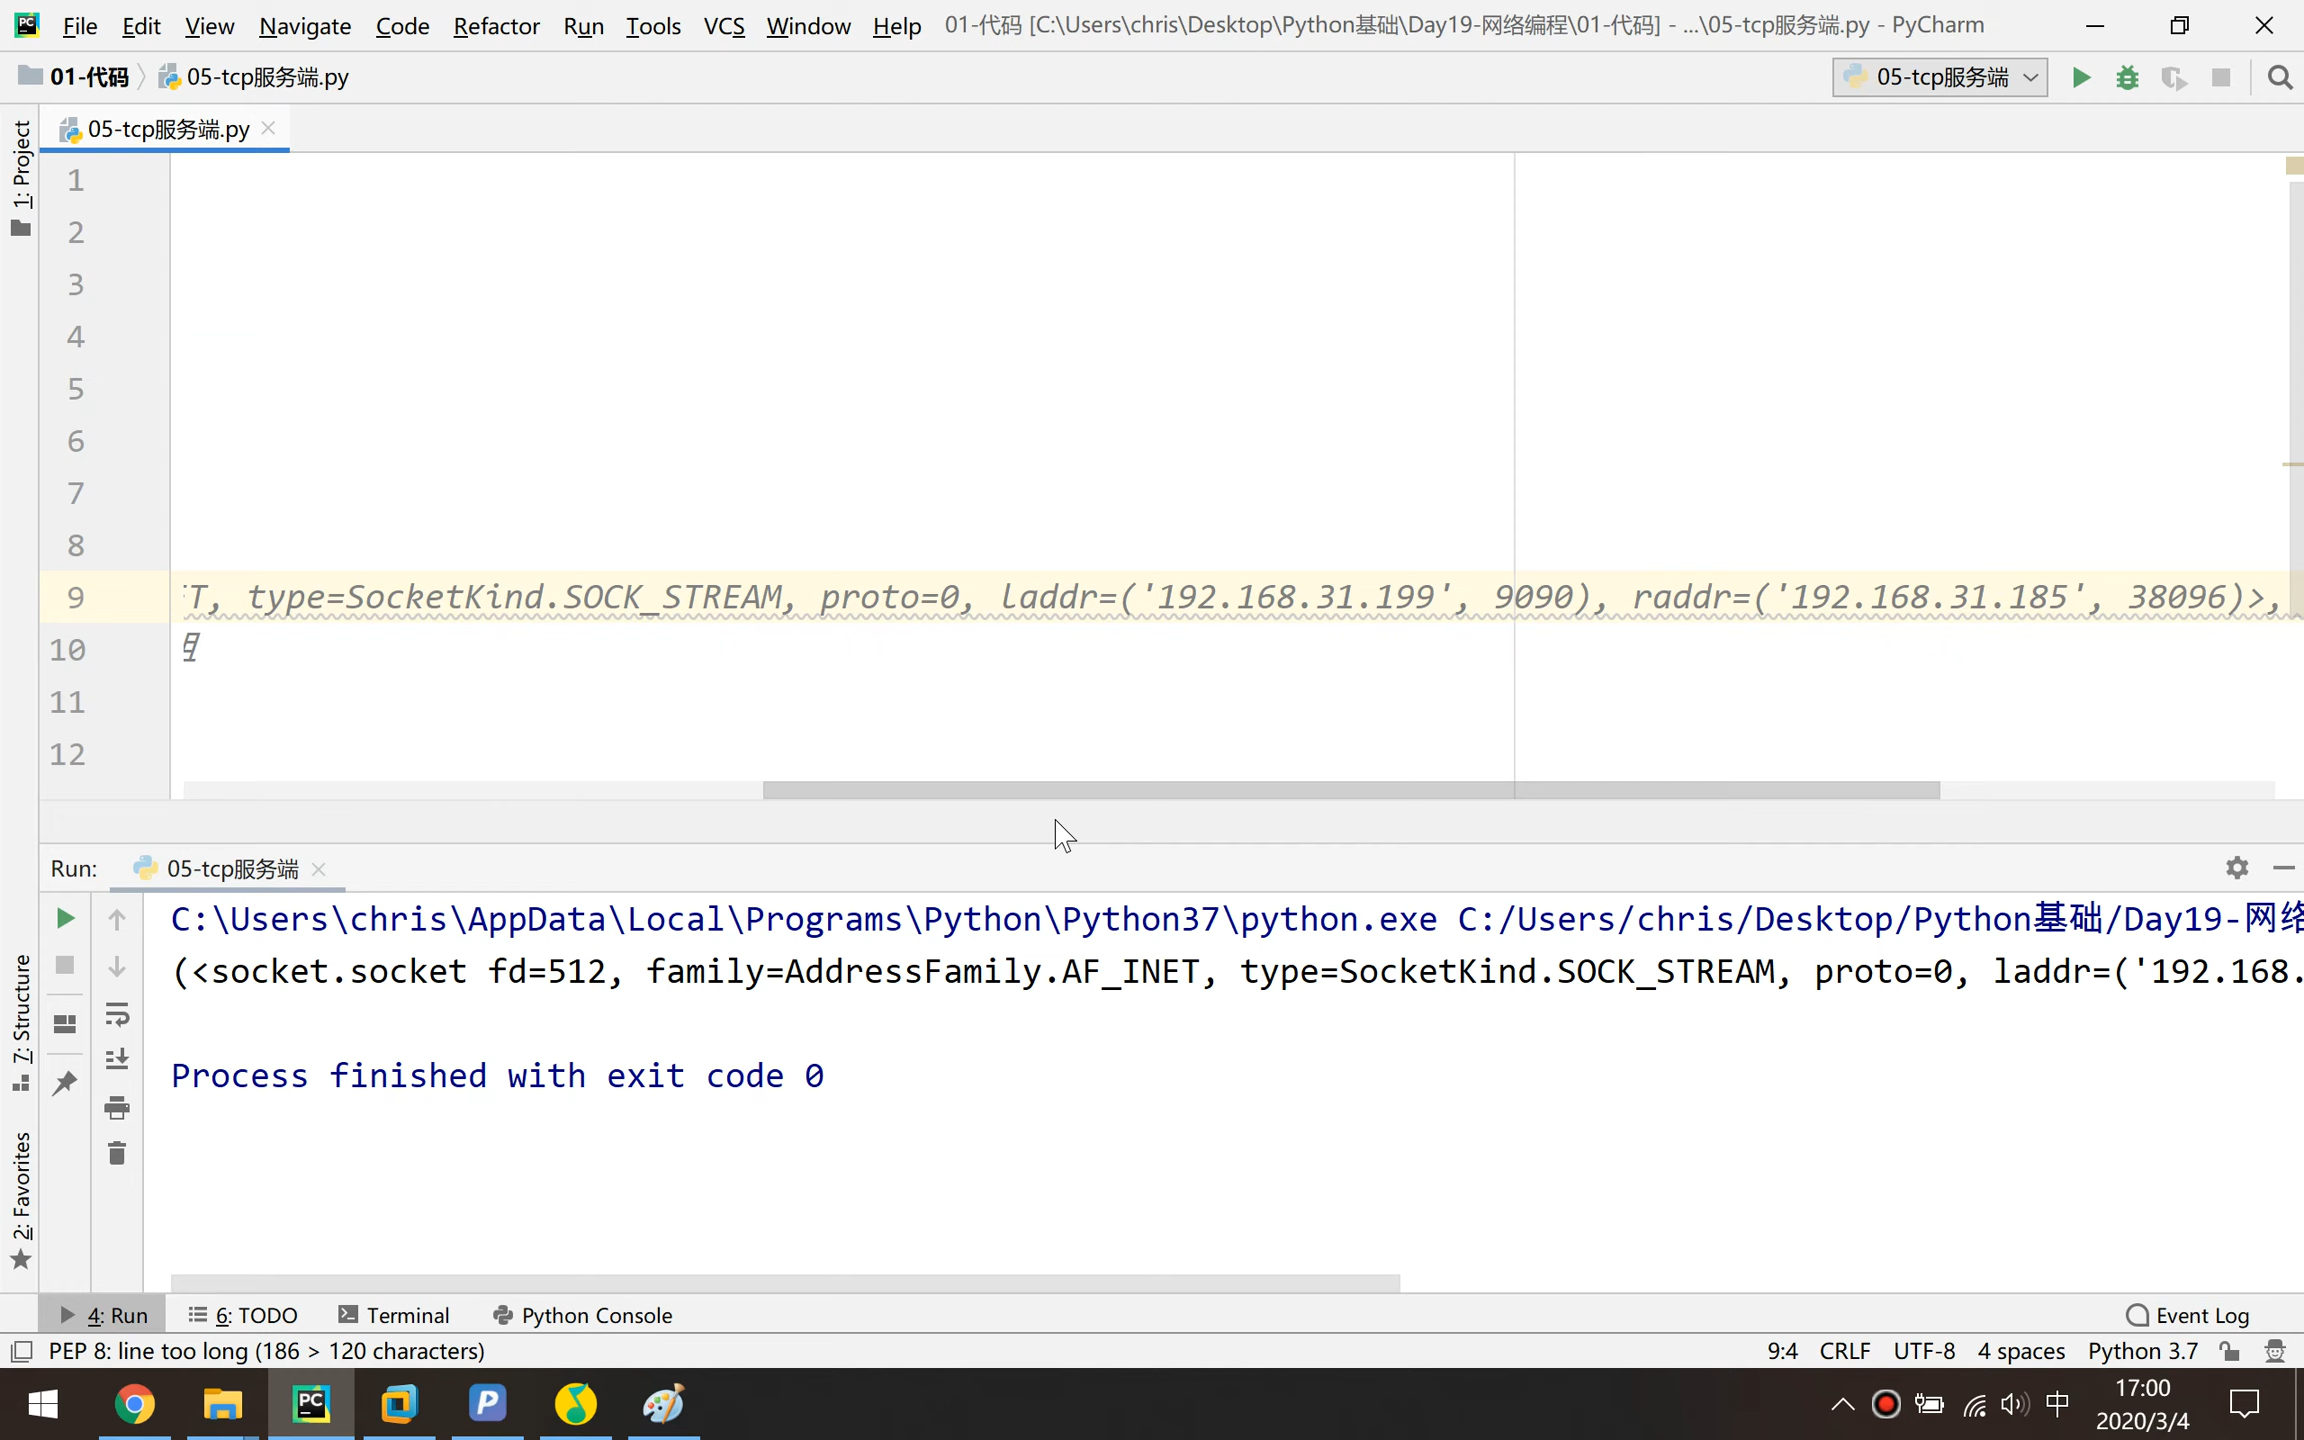 File Edit View Navigate Code Refactor Run Tools VCS Window Help 01-代码 [C:\Users\chris\Desktop\Python基础\Day19-网络编程\01-代码] - ...\05-tcp服务端.py - PyCharm
01-代码 05-tcp服务端.py 05-tcp服务端
05-tcp服务端.py
1: Project
1
2
3
4
5
6
7
8
9 T, type=SocketKind.SOCK_STREAM, proto=0, laddr=('192.168.31.199', 9090), raddr=('192.168.31.185', 38096)>,
10
11
12
Run: 05-tcp服务端
C:\Users\chris\AppData\Local\Programs\Python\Python37\python.exe C:/Users/chris/Desktop/Python基础/Day19-网络
(<socket.socket fd=512, family=AddressFamily.AF_INET, type=SocketKind.SOCK_STREAM, proto=0, laddr=('192.168.
Process finished with exit code 0
7: Structure
2: Favorites
4: Run 6: TODO Terminal Python Console Event Log
PEP 8: line too long (186 > 120 characters) 9:4 CRLF UTF-8 4 spaces Python 3.7
中 17:00
2020/3/4